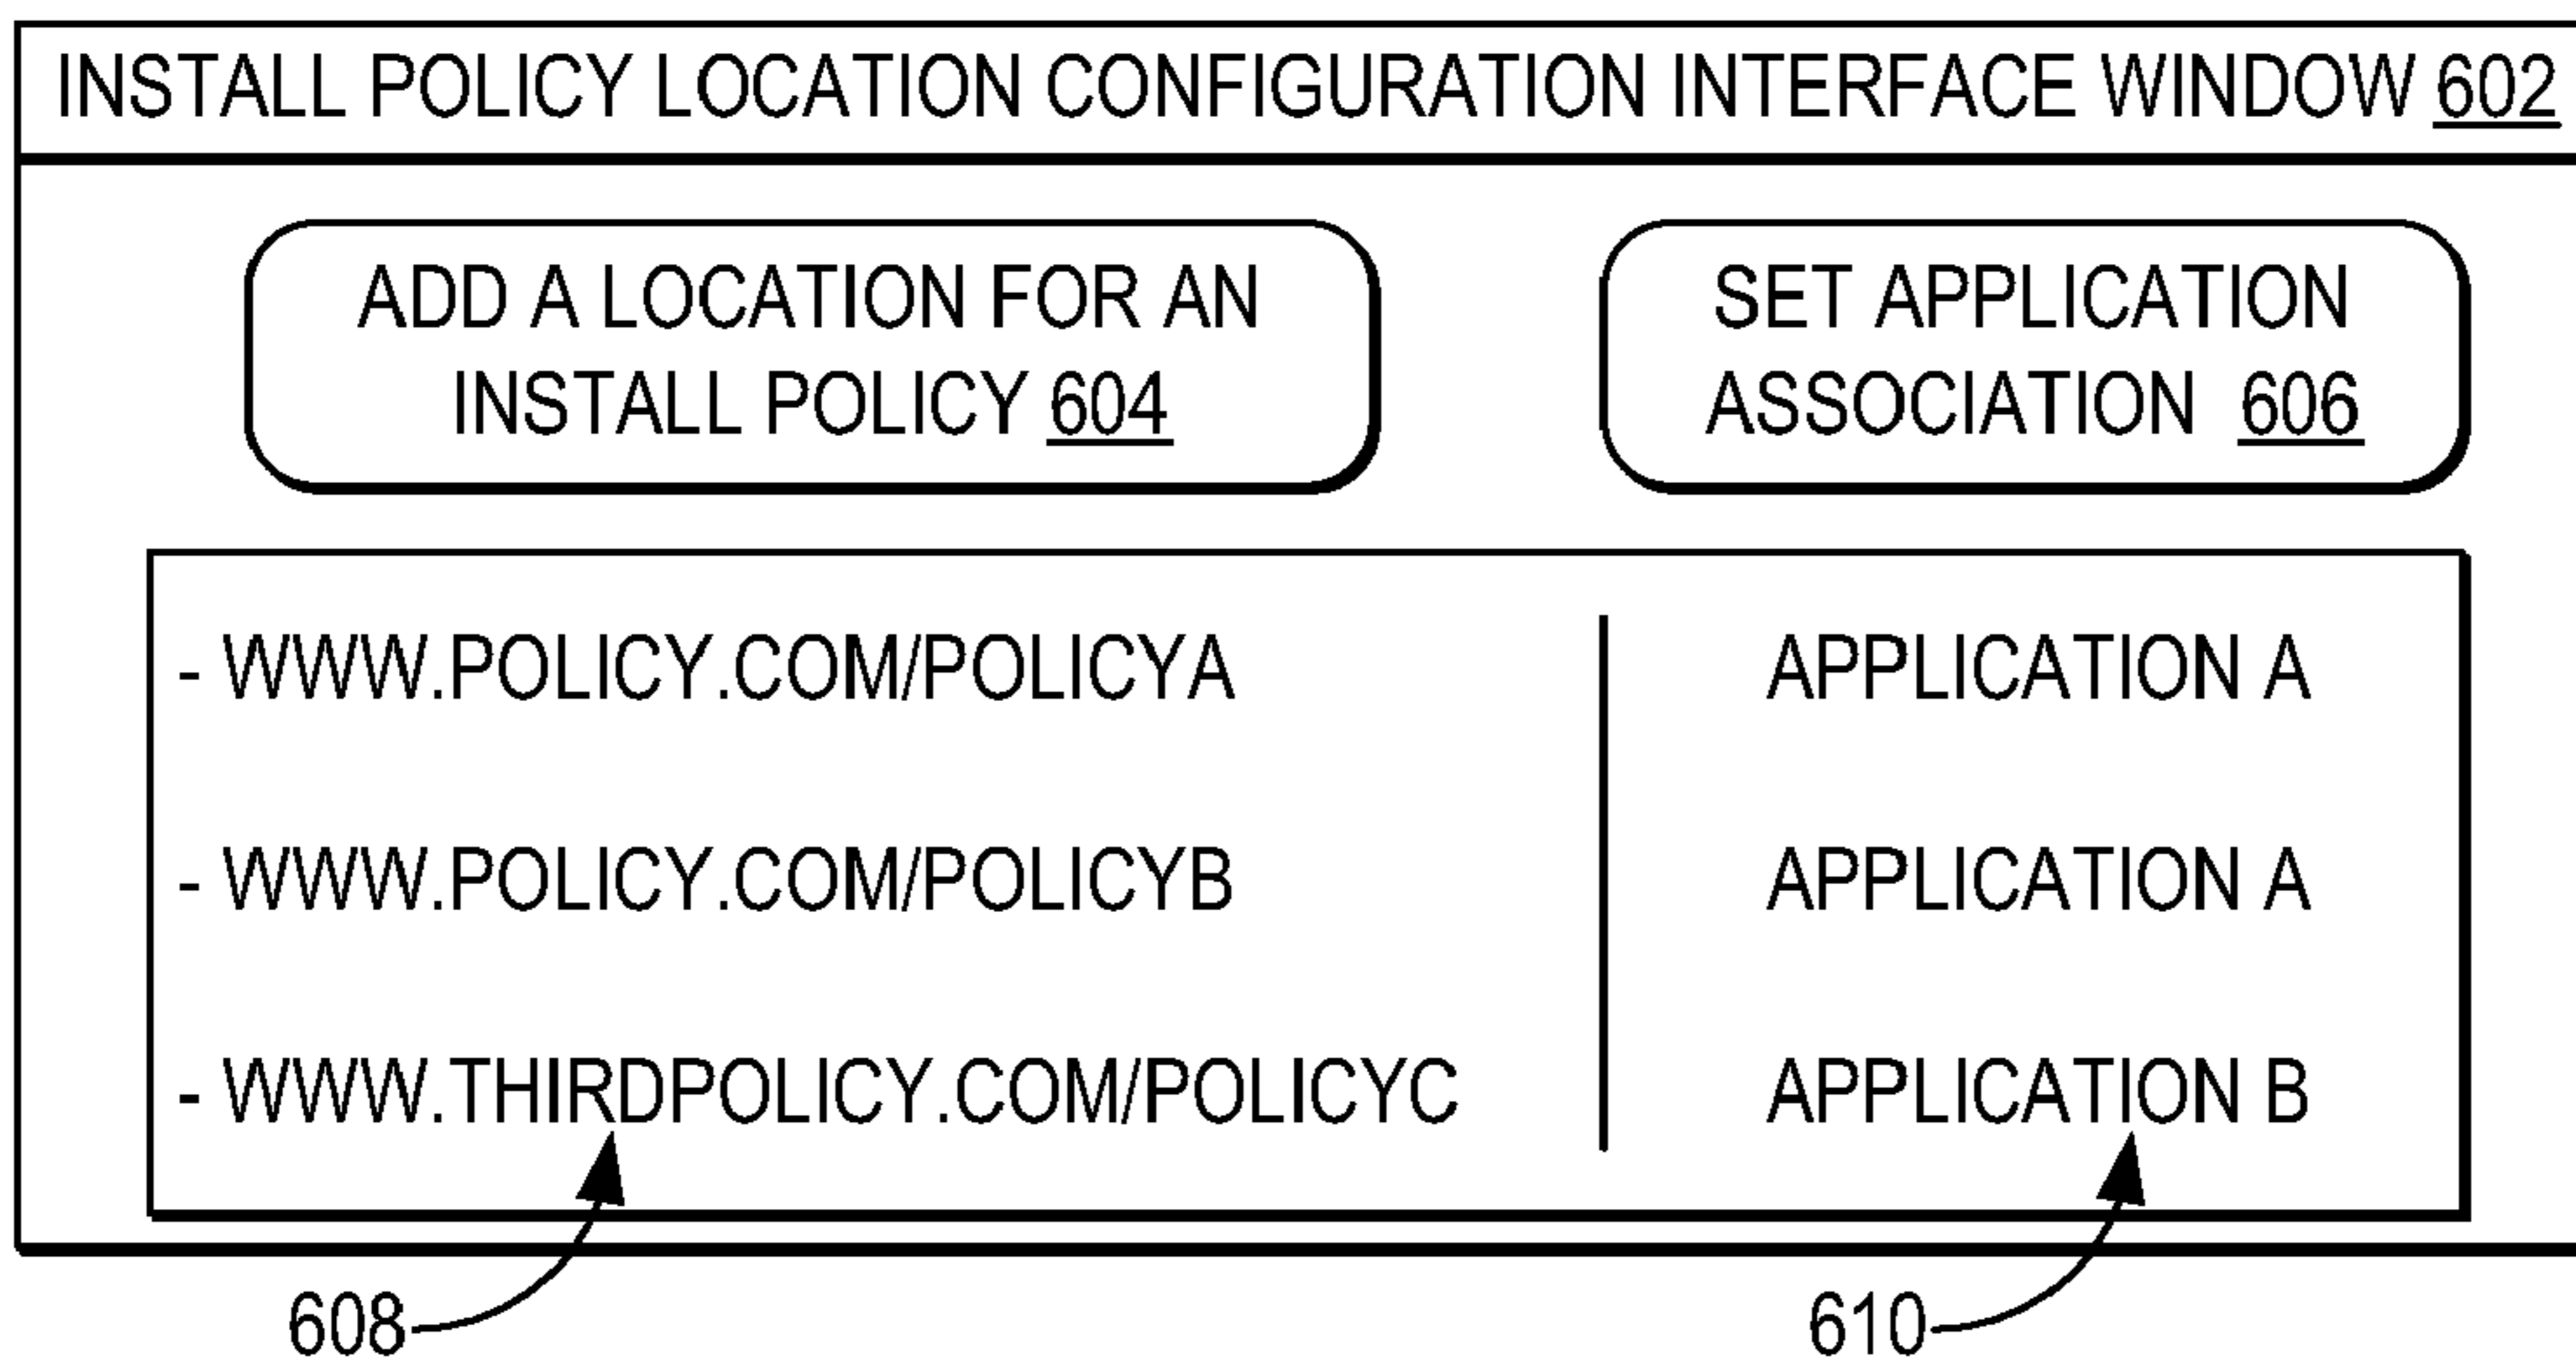 INSTALL POLICY LOCATION CONFIGURATION INTERFACE WINDOW 602
ADD A LOCATION FOR AN
INSTALL POLICY 604
SET APPLICATION
ASSOCIATION 606
- WWW.POLICY.COM/POLICYA
APPLICATION A
- WWW.POLICY.COM/POLICYB
APPLICATION A
- WWW.THIRDPOLICY.COM/POLICYC
APPLICATION B
608
610